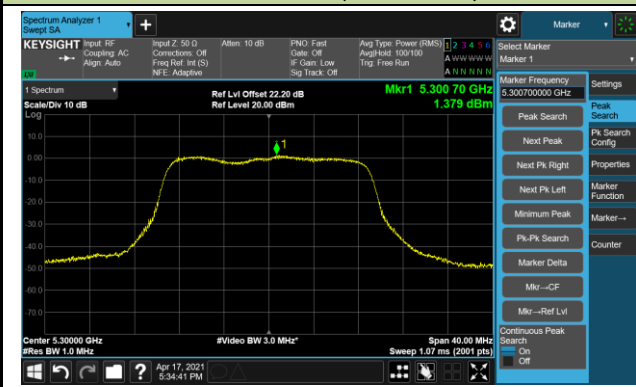 Spectrum Analyzer 1
Swept SA
+
Marker
KEYSIGHT
Input: RF
Coupling: AC
Align: Auto
Input Z: 50 Ω
Corrections: Off
Freq Ref: Int (S)
NFE: Adaptive
Atten: 10 dB
PNO: Fast
Gate: Off
IF Gain: Low
Sig Track: Off
Avg Type: Power (RMS)
Avg|Hold: 100/100
Trig: Free Run
1 2 3 4 5 6
A W W W W W
A N N N N N
Select Marker
Marker 1
1 Spectrum
Scale/Div 10 dB
Log
Ref Lvl Offset 22.20 dB
Ref Level 20.00 dBm
Mkr1 5.300 70 GHz
1.379 dBm
10.0
0.00
-10.0
-20.0
-30.0
-40.0
-50.0
-60.0
-70.0
1
Center 5.30000 GHz
#Res BW 1.0 MHz
#Video BW 3.0 MHz*
Span 40.00 MHz
Sweep 1.07 ms (2001 pts)
Marker Frequency
5.300700000 GHz
Peak Search
Next Peak
Next Pk Right
Next Pk Left
Minimum Peak
Pk-Pk Search
Marker Delta
Mkr→CF
Mkr→Ref Lvl
Continuous Peak
Search
On
Off
Settings
Peak
Search
Pk Search
Config
Properties
Marker
Function
Marker→
Counter
?
Apr 17, 2021
5:34:41 PM